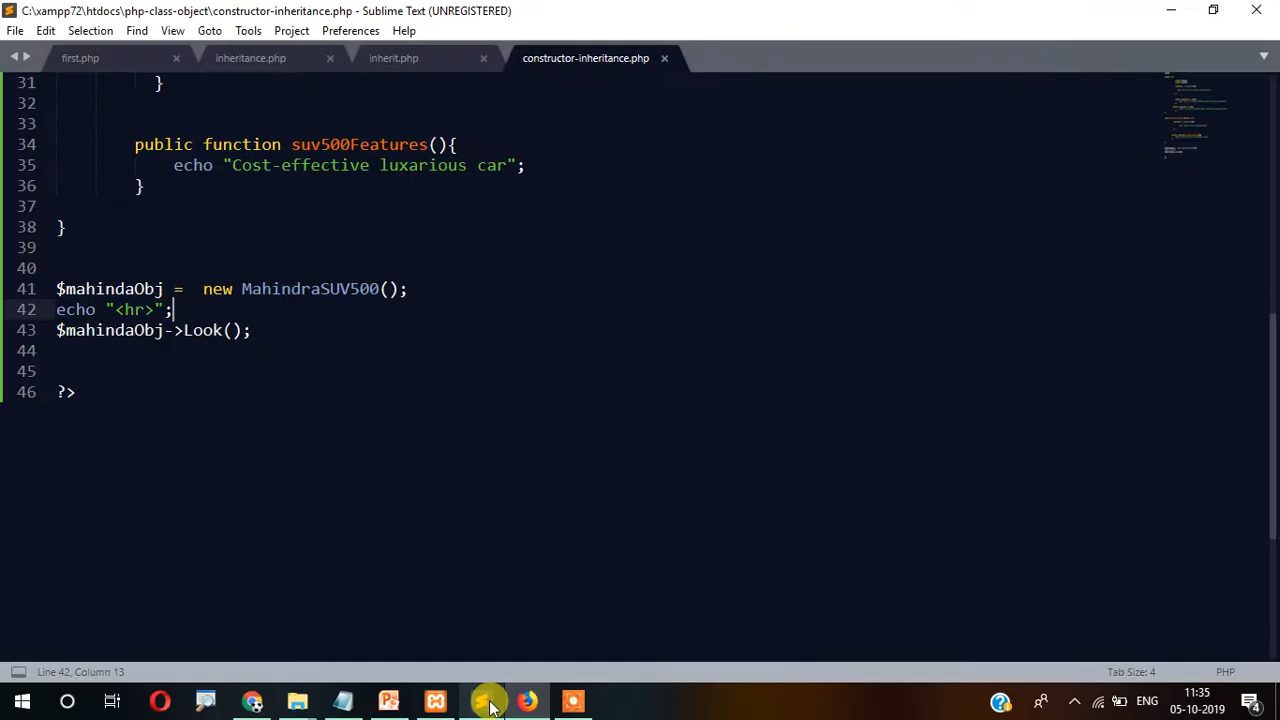 C:\xampp72\htdocs\php-class-object\constructor-inheritance.php - Sublime Text (UNREGISTERED)
File Edit Selection Find View Goto Tools Project Preferences Help
first.php inheritance.php inherit.php constructor-inheritance.php
31 }
32
33
34 public function suv500Features(){
35 echo "Cost-effective luxarious car";
36 }
37
38 }
39
40
41 $mahindaObj =  new MahindraSUV500();
42 echo "<hr>";
43 $mahindaObj->Look();
44
45
46 ?>
Line 42, Column 13 Tab Size: 4 PHP
ENG 11:35
05-10-2019 4